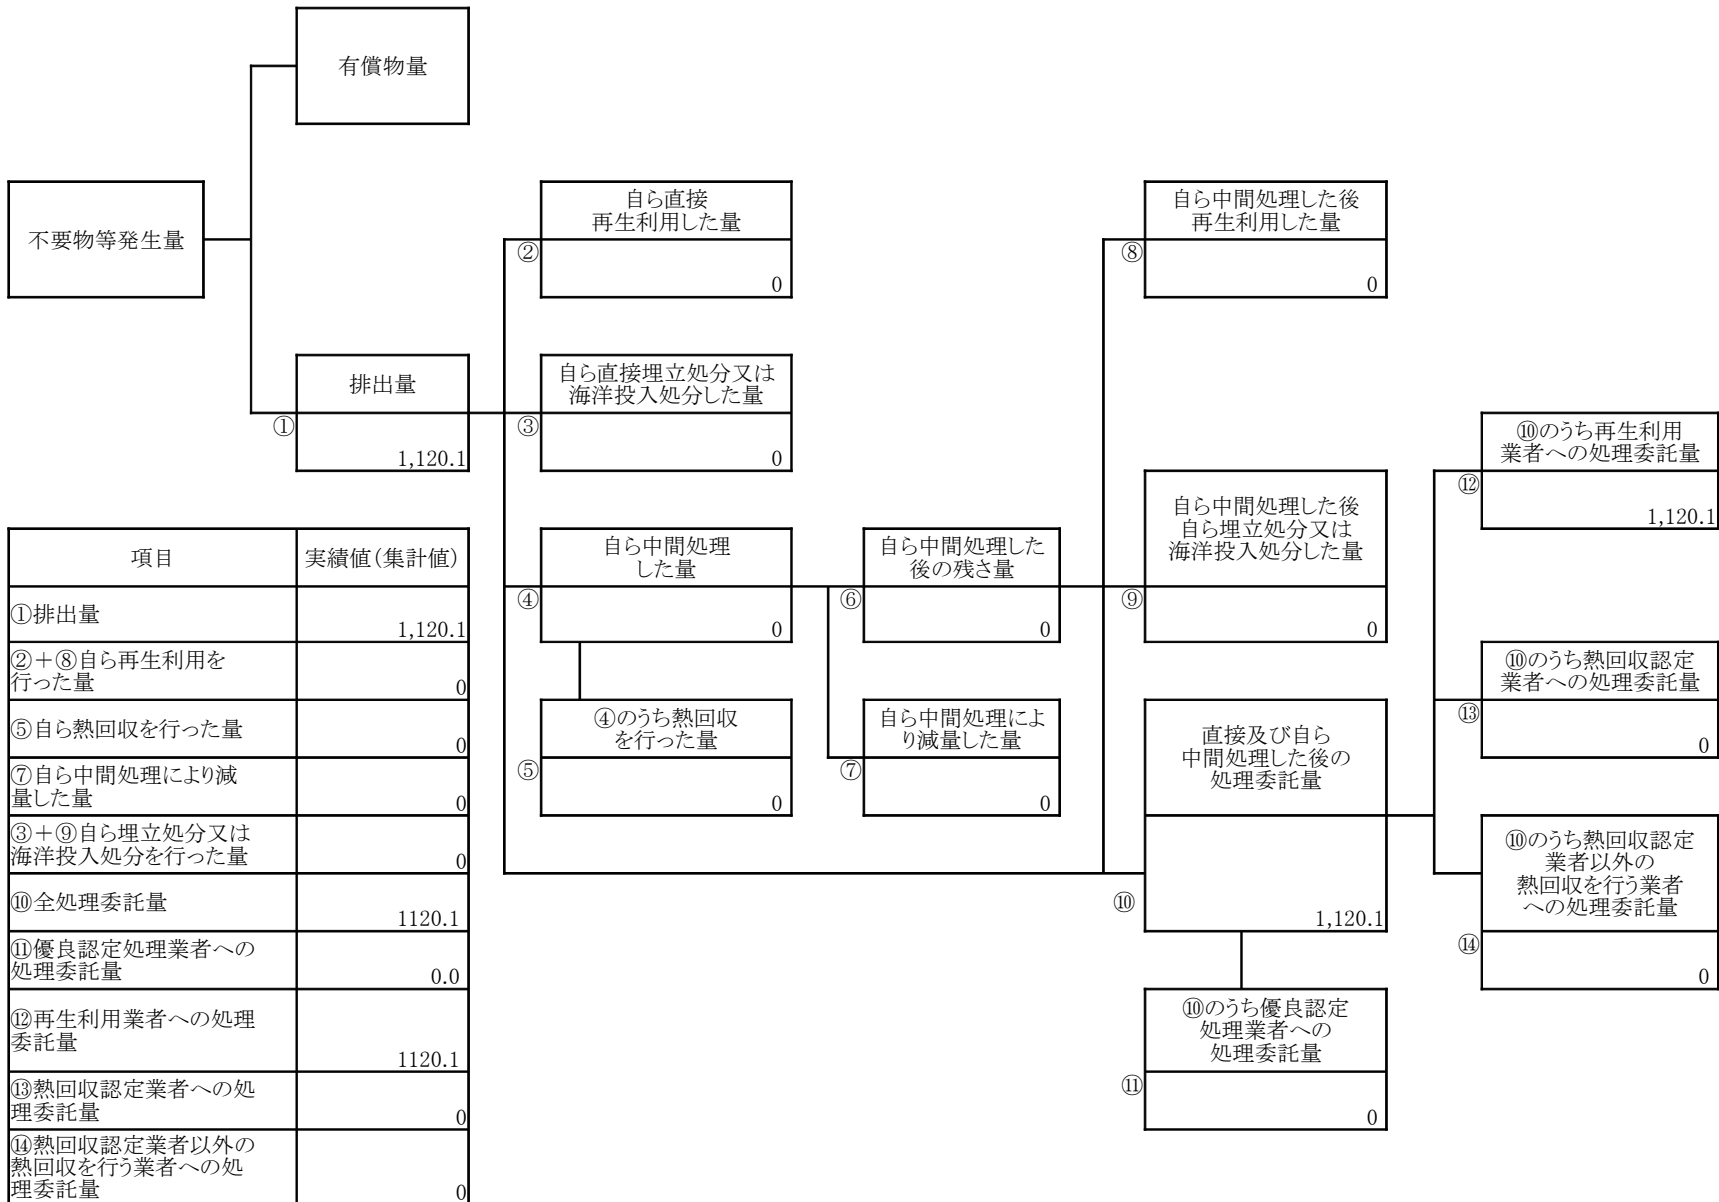 有償物量
不要物等発生量
自ら直接
再生利用した量
②
0
自ら中間処理した後
再生利用した量
⑧
0
排出量
①
1,120.1
自ら直接埋立処分又は
海洋投入処分した量
③
0
⑩のうち再生利用
業者への処理委託量
⑫
1,120.1
自ら中間処理
した量
④
0
自ら中間処理した
後の残さ量
⑥
0
自ら中間処理した後
自ら埋立処分又は
海洋投入処分した量
⑨
0
⑩のうち熱回収認定
業者への処理委託量
⑬
0
④のうち熱回収
を行った量
⑤
0
自ら中間処理によ
り減量した量
⑦
0
直接及び自ら
中間処理した後の
処理委託量
⑩
1,120.1
⑩のうち熱回収認定
業者以外の
熱回収を行う業者
への処理委託量
⑭
0
⑩のうち優良認定
処理業者への
処理委託量
⑪
0
項目 実績値(集計値)
①排出量
1,120.1
②+⑧自ら再生利用を
行った量
0
⑤自ら熱回収を行った量
0
⑦自ら中間処理により減
量した量
0
③+⑨自ら埋立処分又は
海洋投入処分を行った量
0
⑩全処理委託量
1120.1
⑪優良認定処理業者への
処理委託量
0.0
⑫再生利用業者への処理
委託量
1120.1
⑬熱回収認定業者への処
理委託量
0
⑭熱回収認定業者以外の
熱回収を行う業者への処
理委託量
0